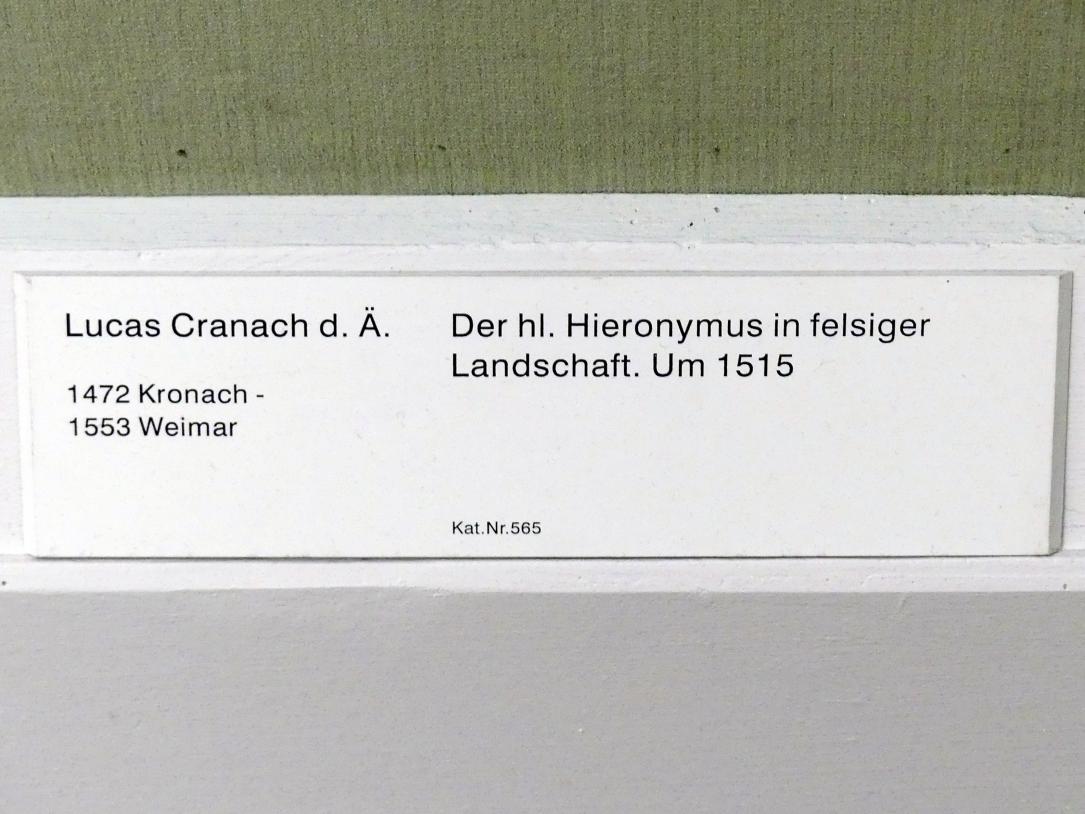 Lucas Cranach d. Ä.
1472 Kronach -
1553 Weimar
Der hl. Hieronymus in felsiger
Landschaft. Um 1515
Kat.Nr.565